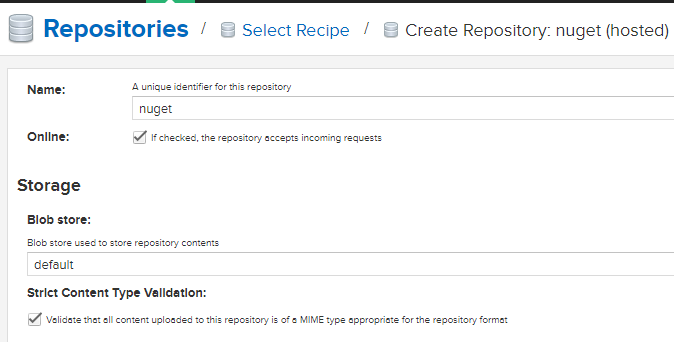 Repositories / Select Recipe / Create Repository: nuget (hosted)
Name: A unique identifier for this repository
nuget
Online: If checked, the repository accepts incoming requests
Storage
Blob store:
Blob store used to store repository contents
default
Strict Content Type Validation:
Validate that all content uploaded to this repository is of a MIME type appropriate for the repository format